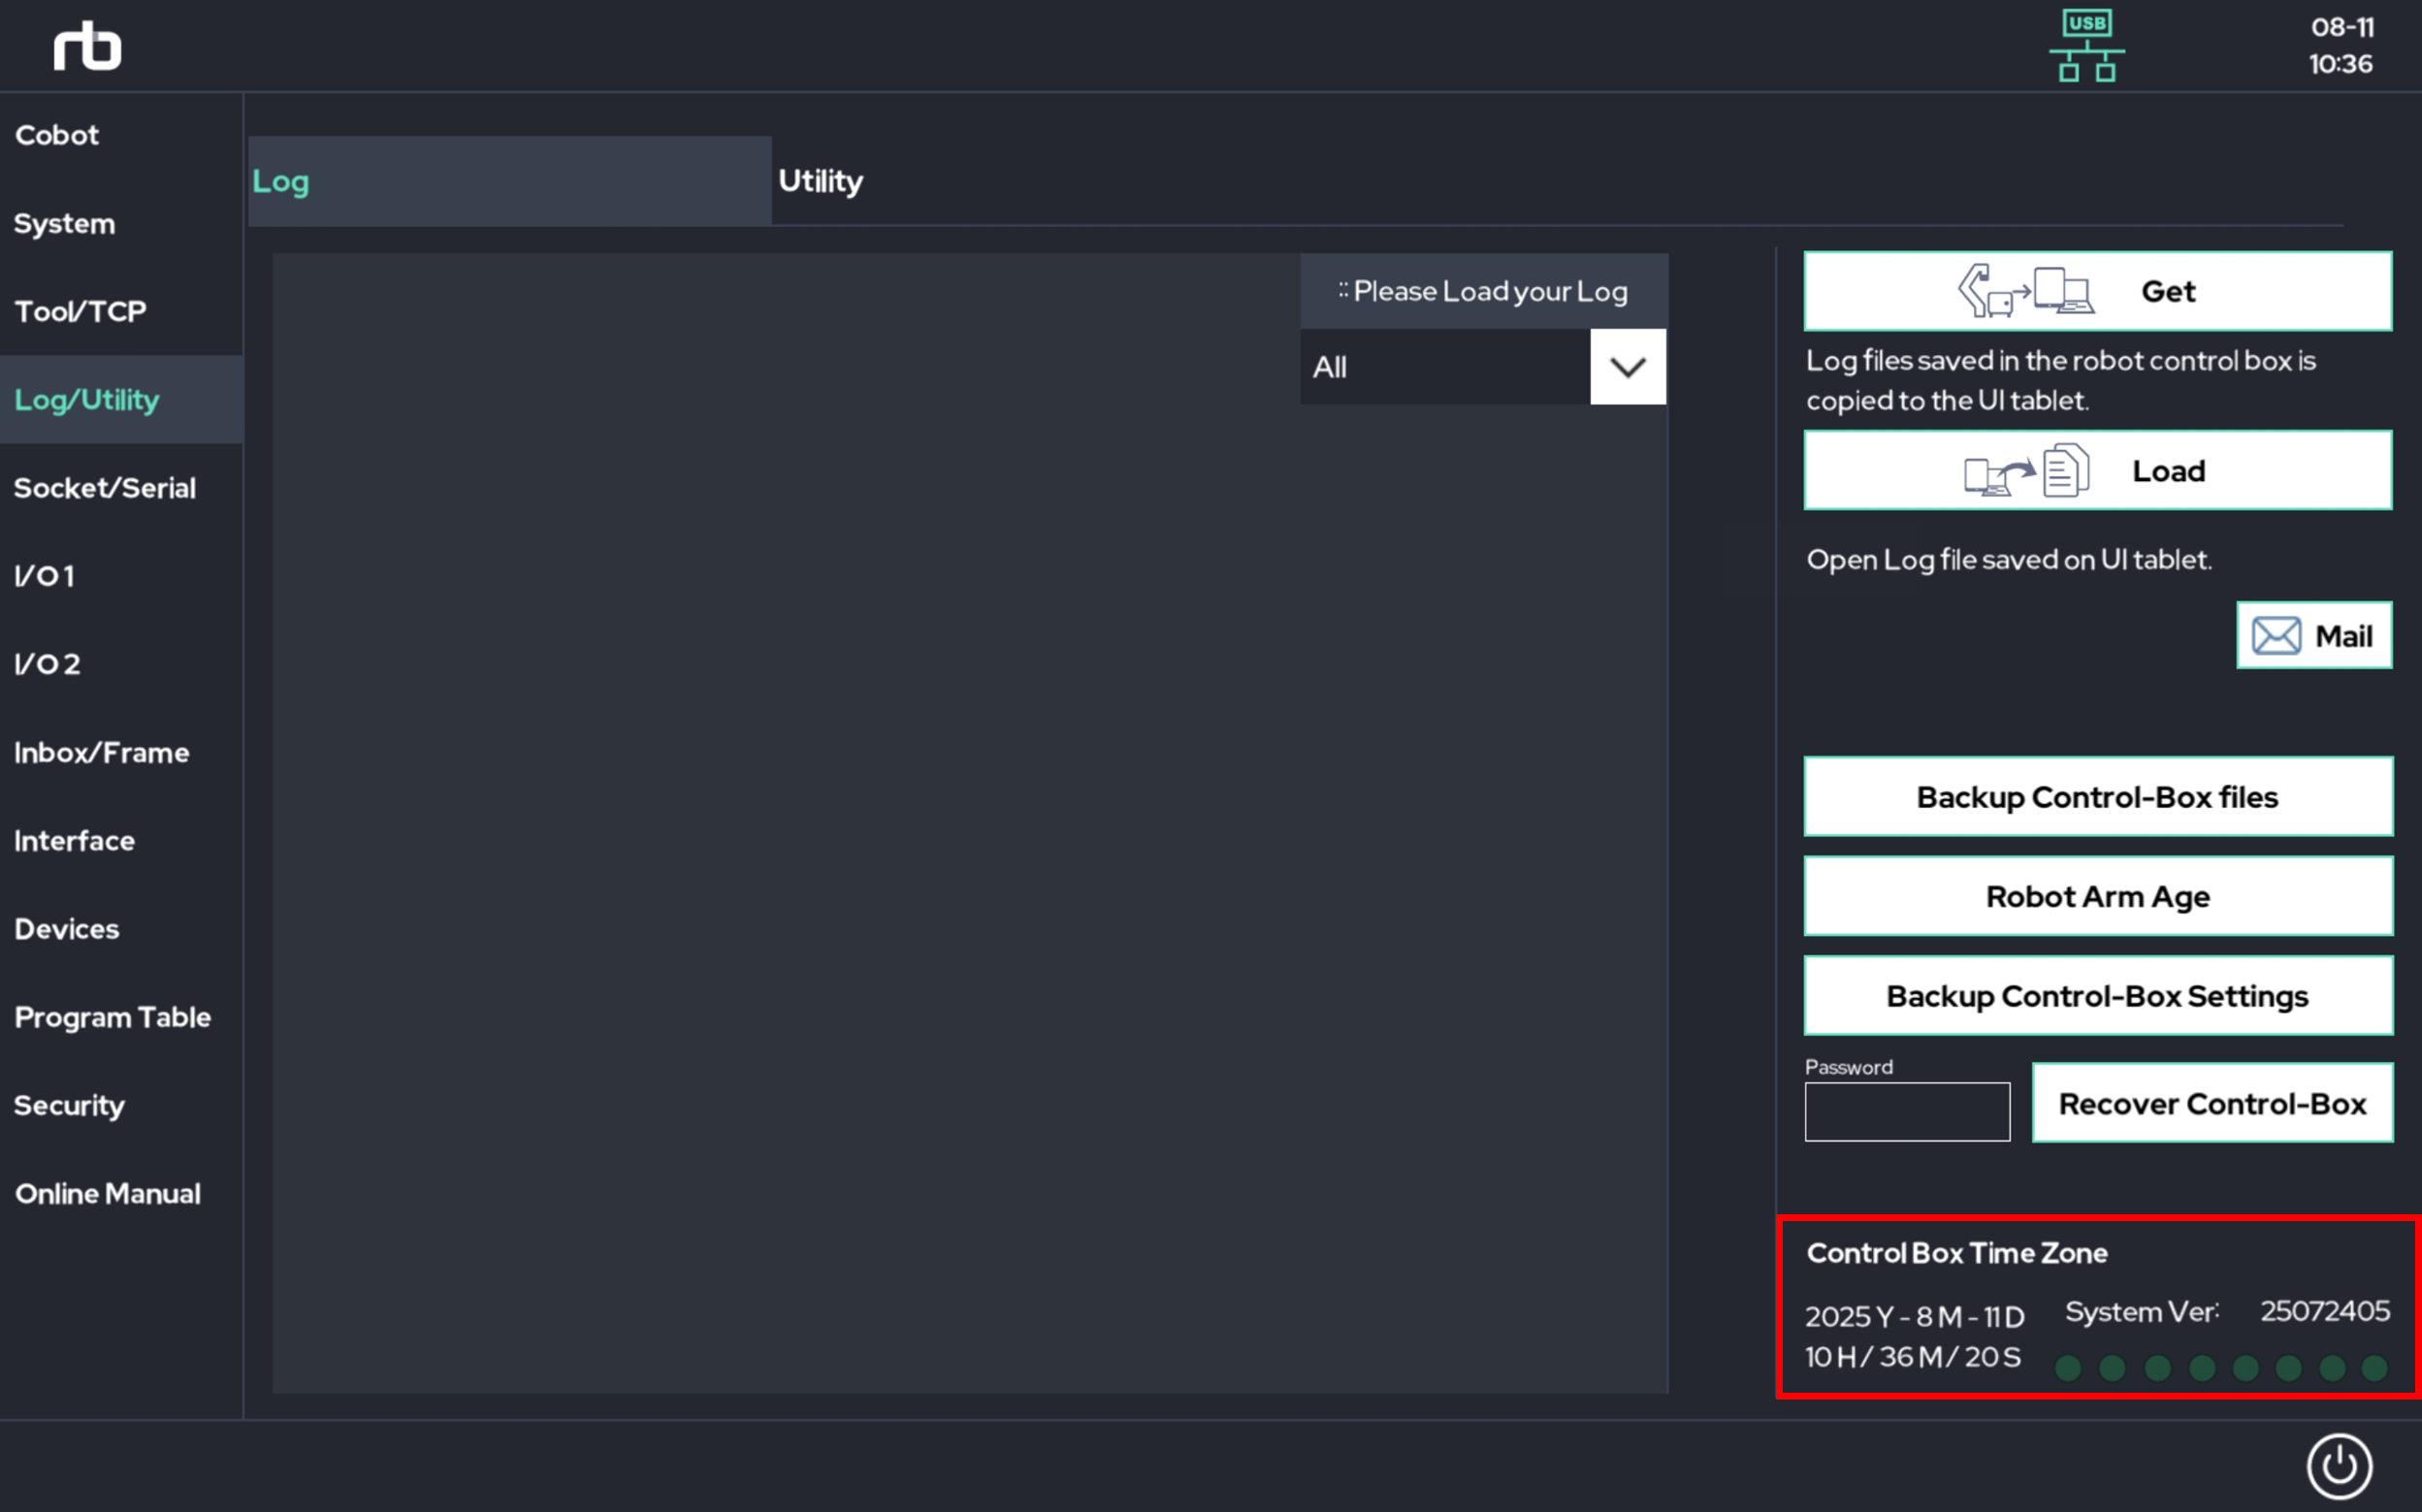 rb
USB
08-11
10:36
Cobot
System
Tool/TCP
Log/Utility
Socket/Serial
I/O 1
I/O 2
Inbox/Frame
Interface
Devices
Program Table
Security
Online Manual
Log
Utility
:: Please Load your Log
All
Get
Log files saved in the robot control box is
copied to the UI tablet.
Load
Open Log file saved on UI tablet.
Mail
Backup Control-Box files
Robot Arm Age
Backup Control-Box Settings
Password
Recover Control-Box
Control Box Time Zone
2025 Y - 8 M - 11 D
10 H / 36 M / 20 S
System Ver: 25072405